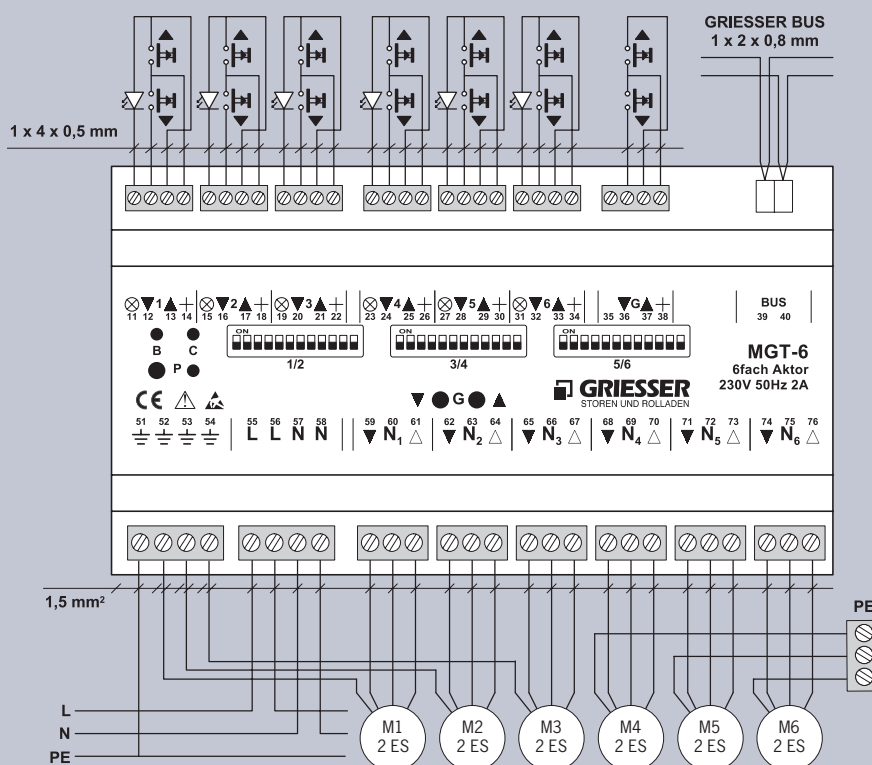 GRIESSER BUS
1 x 2 x 0,8 mm
1 x 4 x 0,5 mm
1 2 3 4 5 6 G BUS
11 12 13 14 15 16 17 18 19 20 21 22 23 24 25 26 27 28 29 30 31 32 33 34 35 36 37 38 39 40
ON ON ON
B C
1/2 3/4 5/6
P
MGT-6
6fach Aktor
230V 50Hz 2A
CE
G
GRIESSER
STOREN UND ROLLADEN
51 52 53 54 55 56 57 58 59 60 61 62 63 64 65 66 67 68 69 70 71 72 73 74 75 76
L L N N N1 N2 N3 N4 N5 N6
1,5 mm²
PE
L
N
PE
M1
2 ES
M2
2 ES
M3
2 ES
M4
2 ES
M5
2 ES
M6
2 ES